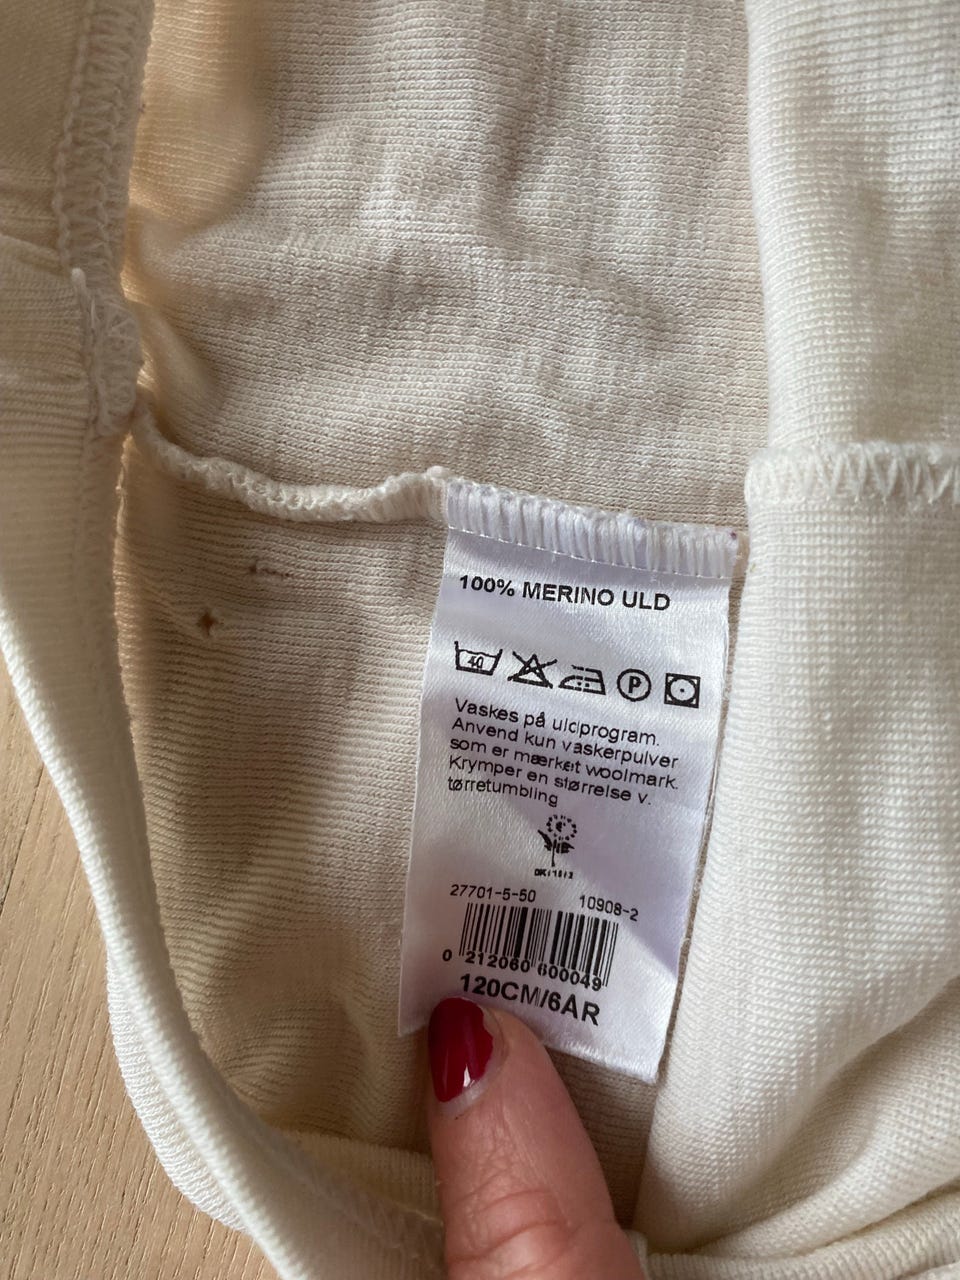 100% MERINO ULD
40 P
Vaskes på uldprogram.
Anvend kun vaskerpulver
som er mærket woolmark.
Krymper en størrelse v.
tørretumbling
27701-5-50 10908-2
0 212060 600049
120CM/6AR